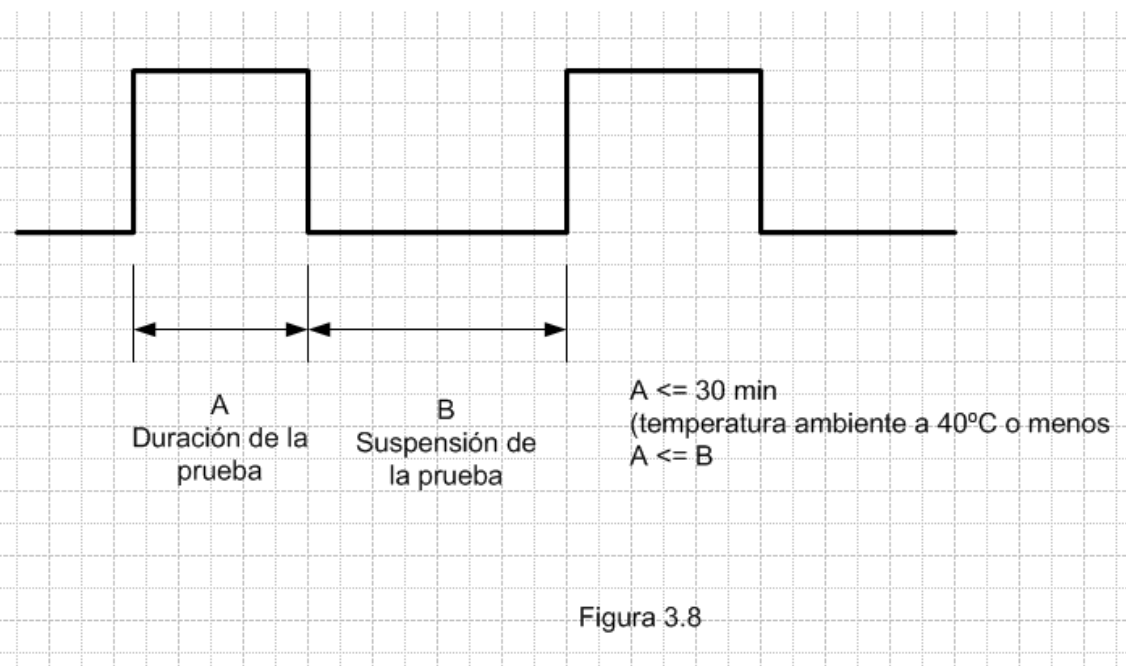 A
Duración de la
prueba
B
Suspensión de
la prueba
A <= 30 min
(temperatura ambiente a 40ºC o menos
A <= B
Figura 3.8